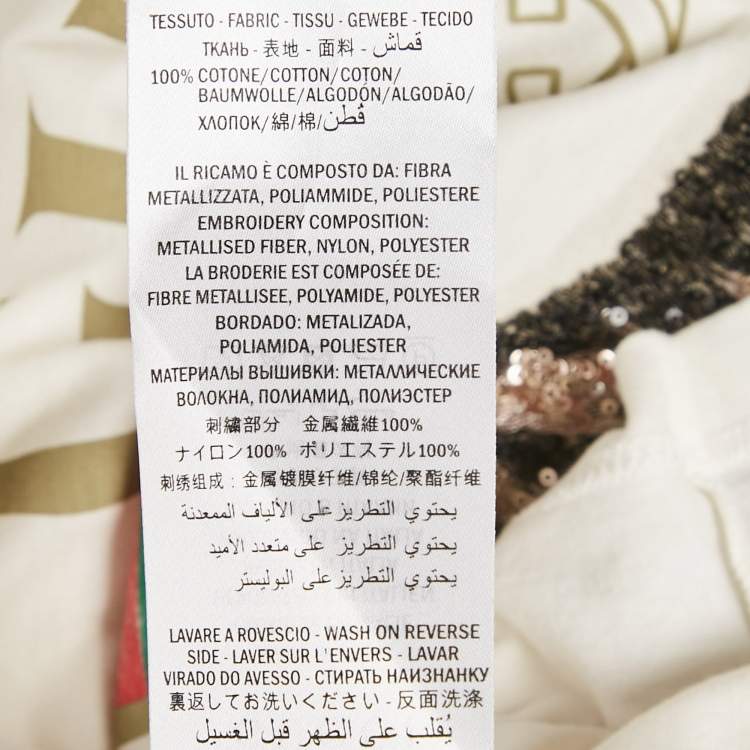 TESSUTO - FABRIC - TISSU - GEWEBE - TECIDO
ТКАНЬ - 表地 - 面料 - قماش
100% COTONE/COTTON/COTON/
BAUMWOLLE/ALGODÓN/ALGODÃO/
ХЛОПОК/綿/棉/قُطن
IL RICAMO È COMPOSTO DA: FIBRA
METALLIZZATA, POLIAMMIDE, POLIESTERE
EMBROIDERY COMPOSITION:
METALLISED FIBER, NYLON, POLYESTER
LA BRODERIE EST COMPOSÉE DE:
FIBRE METALLISEE, POLYAMIDE, POLYESTER
BORDADO: METALIZADA,
POLIAMIDA, POLIESTER
МАТЕРИАЛЫ ВЫШИВКИ: МЕТАЛЛИЧЕСКИЕ
ВОЛОКНА, ПОЛИАМИД, ПОЛИЭСТЕР
刺繍部分 金属繊維100%
ナイロン100% ポリエステル100%
刺绣组成：金属镀膜纤维/锦纶/聚酯纤维
يحتوي التطريز على الألياف الممعدنة
يحتوي التطريز على متعدد الأميد
يحتوي التطريز على البوليستر
LAVARE A ROVESCIO - WASH ON REVERSE
SIDE - LAVER SUR L'ENVERS - LAVAR
VIRADO DO AVESSO - СТИРАТЬ НАИЗНАНКУ
裏返してお洗いください - 反面洗涤
يُقلب على الظهر قبل الغسيل